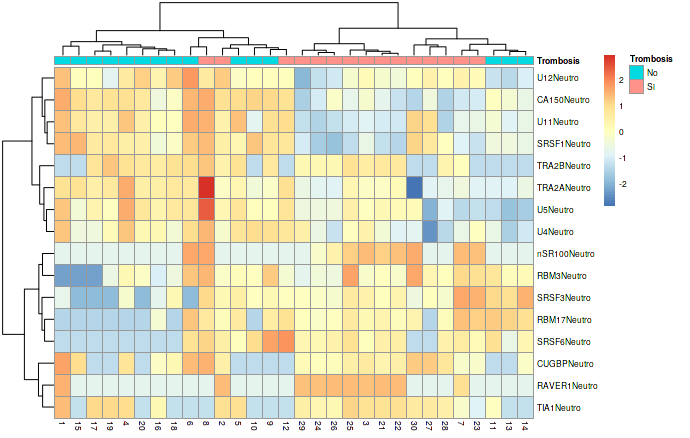 Trombosis
Trombosis
No
SI
U12Neutro
CA150Neutro
U11Neutro
SRSF1Neutro
TRA2BNeutro
TRA2ANeutro
U5Neutro
U4Neutro
nSR100Neutro
RBM3Neutro
SRSF3Neutro
RBM17Neutro
SRSF6Neutro
CUGBPNeutro
RAVER1Neutro
TIA1Neutro
2
1
0
-1
-2
1 15 17 19 4 20 16 18 6 8 2 5 10 9 12 29 24 26 25 3 21 22 30 27 28 7 23 11 13 14